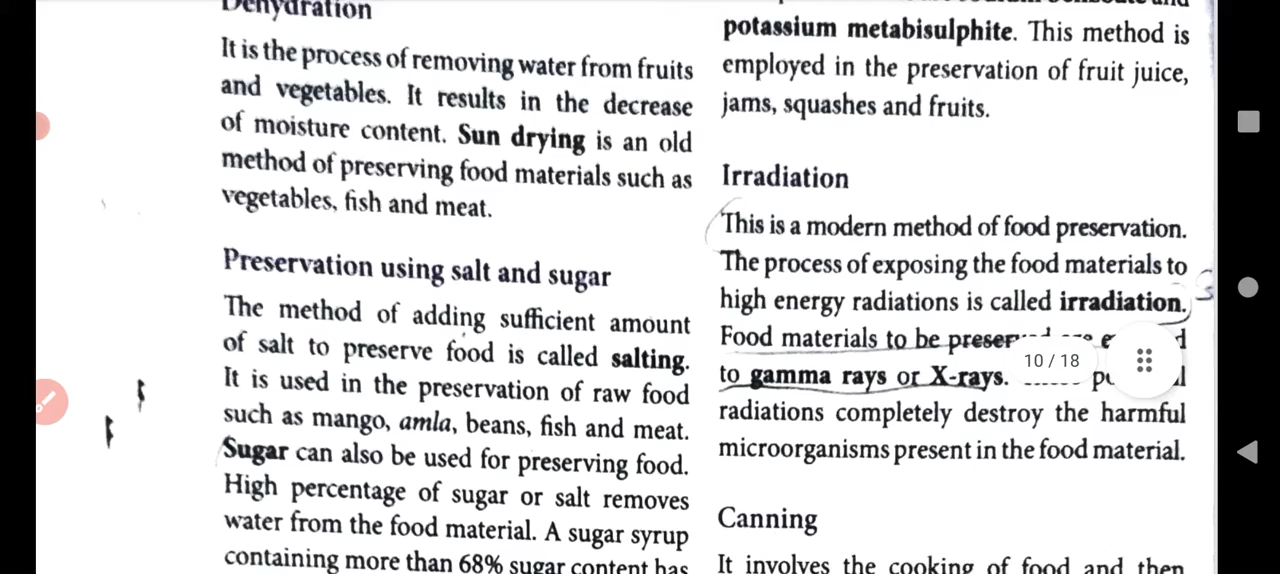 Dehydration
It is the process of removing water from fruits
and vegetables. It results in the decrease
of moisture content. Sun drying is an old
method of preserving food materials such as
vegetables, fish and meat.
Preservation using salt and sugar
The method of adding sufficient amount
of salt to preserve food is called salting.
It is used in the preservation of raw food
such as mango, amla, beans, fish and meat.
Sugar can also be used for preserving food.
High percentage of sugar or salt removes
water from the food material. A sugar syrup
containing more than 68% sugar content has
potassium metabisulphite. This method is
employed in the preservation of fruit juice,
jams, squashes and fruits.
Irradiation
This is a modern method of food preservation.
The process of exposing the food materials to
high energy radiations is called irradiation.
Food materials to be
to gamma rays or X-rays.
radiations completely destroy the harmful
microorganisms present in the food material.
Canning
It involves the cooking of food and then
10 / 18